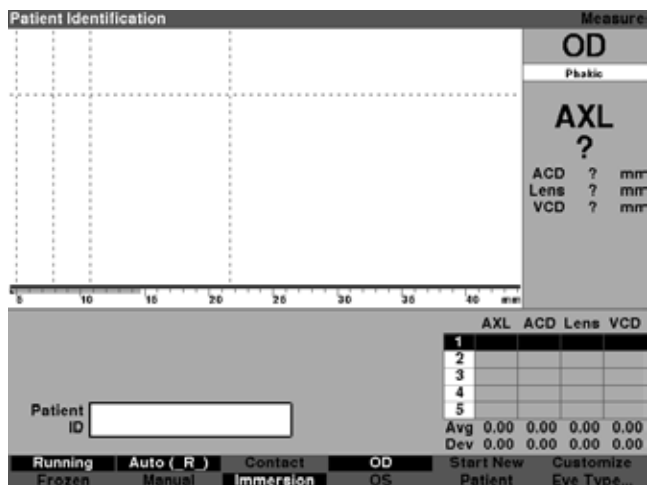 Patient Identification Measure
OD
Phakic
AXL
?
ACD ? mm
Lens ? mm
VCD ? mm
5 10 15 20 25 30 35 40 mm
AXL ACD Lens VCD
1
2
3
4
5
Avg 0.00 0.00 0.00 0.00
Dev 0.00 0.00 0.00 0.00
Patient
ID
Running Auto (_R_) Contact OD Start New Customize
Frozen Manual Immersion OS Patient Eye Type...